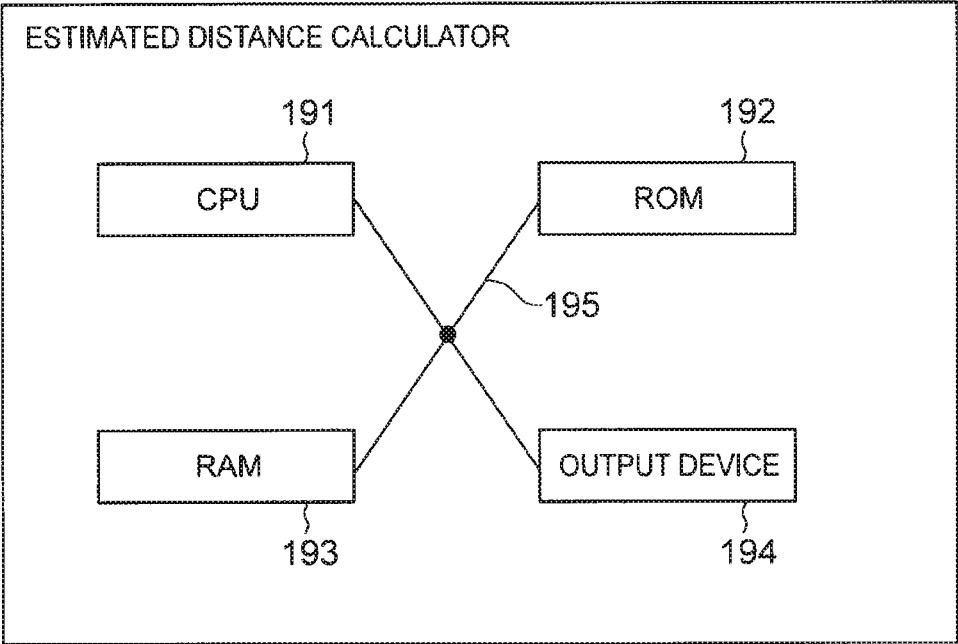 ESTIMATED DISTANCE CALCULATOR
191
192
CPU
ROM
195
RAM
OUTPUT DEVICE
193
194